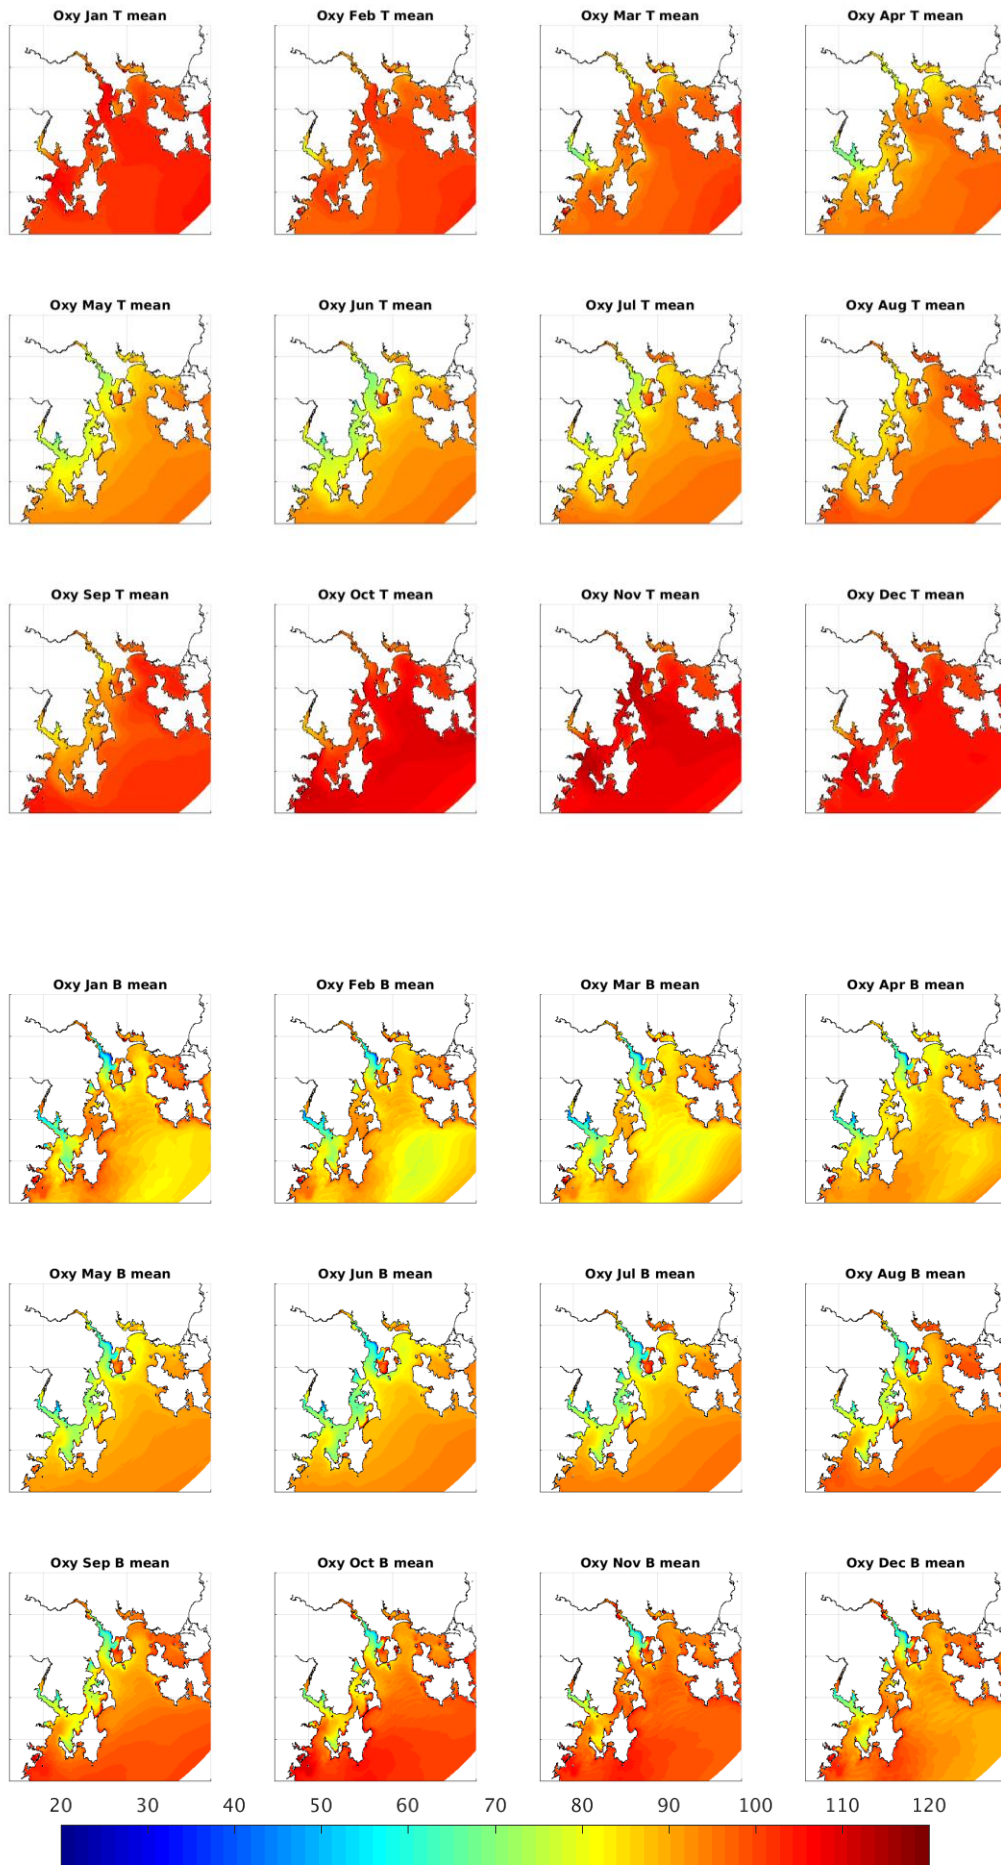 Oxy Jan T mean Oxy Feb T mean Oxy Mar T mean Oxy Apr T mean
Oxy May T mean Oxy Jun T mean Oxy Jul T mean Oxy Aug T mean
Oxy Sep T mean Oxy Oct T mean Oxy Nov T mean Oxy Dec T mean
Oxy Jan B mean Oxy Feb B mean Oxy Mar B mean Oxy Apr B mean
Oxy May B mean Oxy Jun B mean Oxy Jul B mean Oxy Aug B mean
Oxy Sep B mean Oxy Oct B mean Oxy Nov B mean Oxy Dec B mean
20 30 40 50 60 70 80 90 100 110 120